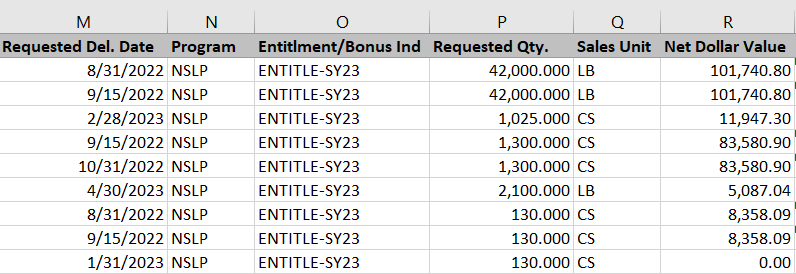 M N O P Q R
Requested Del. Date Program Entitlment/Bonus Ind Requested Qty. Sales Unit Net Dollar Value
8/31/2022 NSLP ENTITLE-SY23 42,000.000 LB 101,740.80
9/15/2022 NSLP ENTITLE-SY23 42,000.000 LB 101,740.80
2/28/2023 NSLP ENTITLE-SY23 1,025.000 CS 11,947.30
9/15/2022 NSLP ENTITLE-SY23 1,300.000 CS 83,580.90
10/31/2022 NSLP ENTITLE-SY23 1,300.000 CS 83,580.90
4/30/2023 NSLP ENTITLE-SY23 2,100.000 LB 5,087.04
8/31/2022 NSLP ENTITLE-SY23 130.000 CS 8,358.09
9/15/2022 NSLP ENTITLE-SY23 130.000 CS 8,358.09
1/31/2023 NSLP ENTITLE-SY23 130.000 CS 0.00